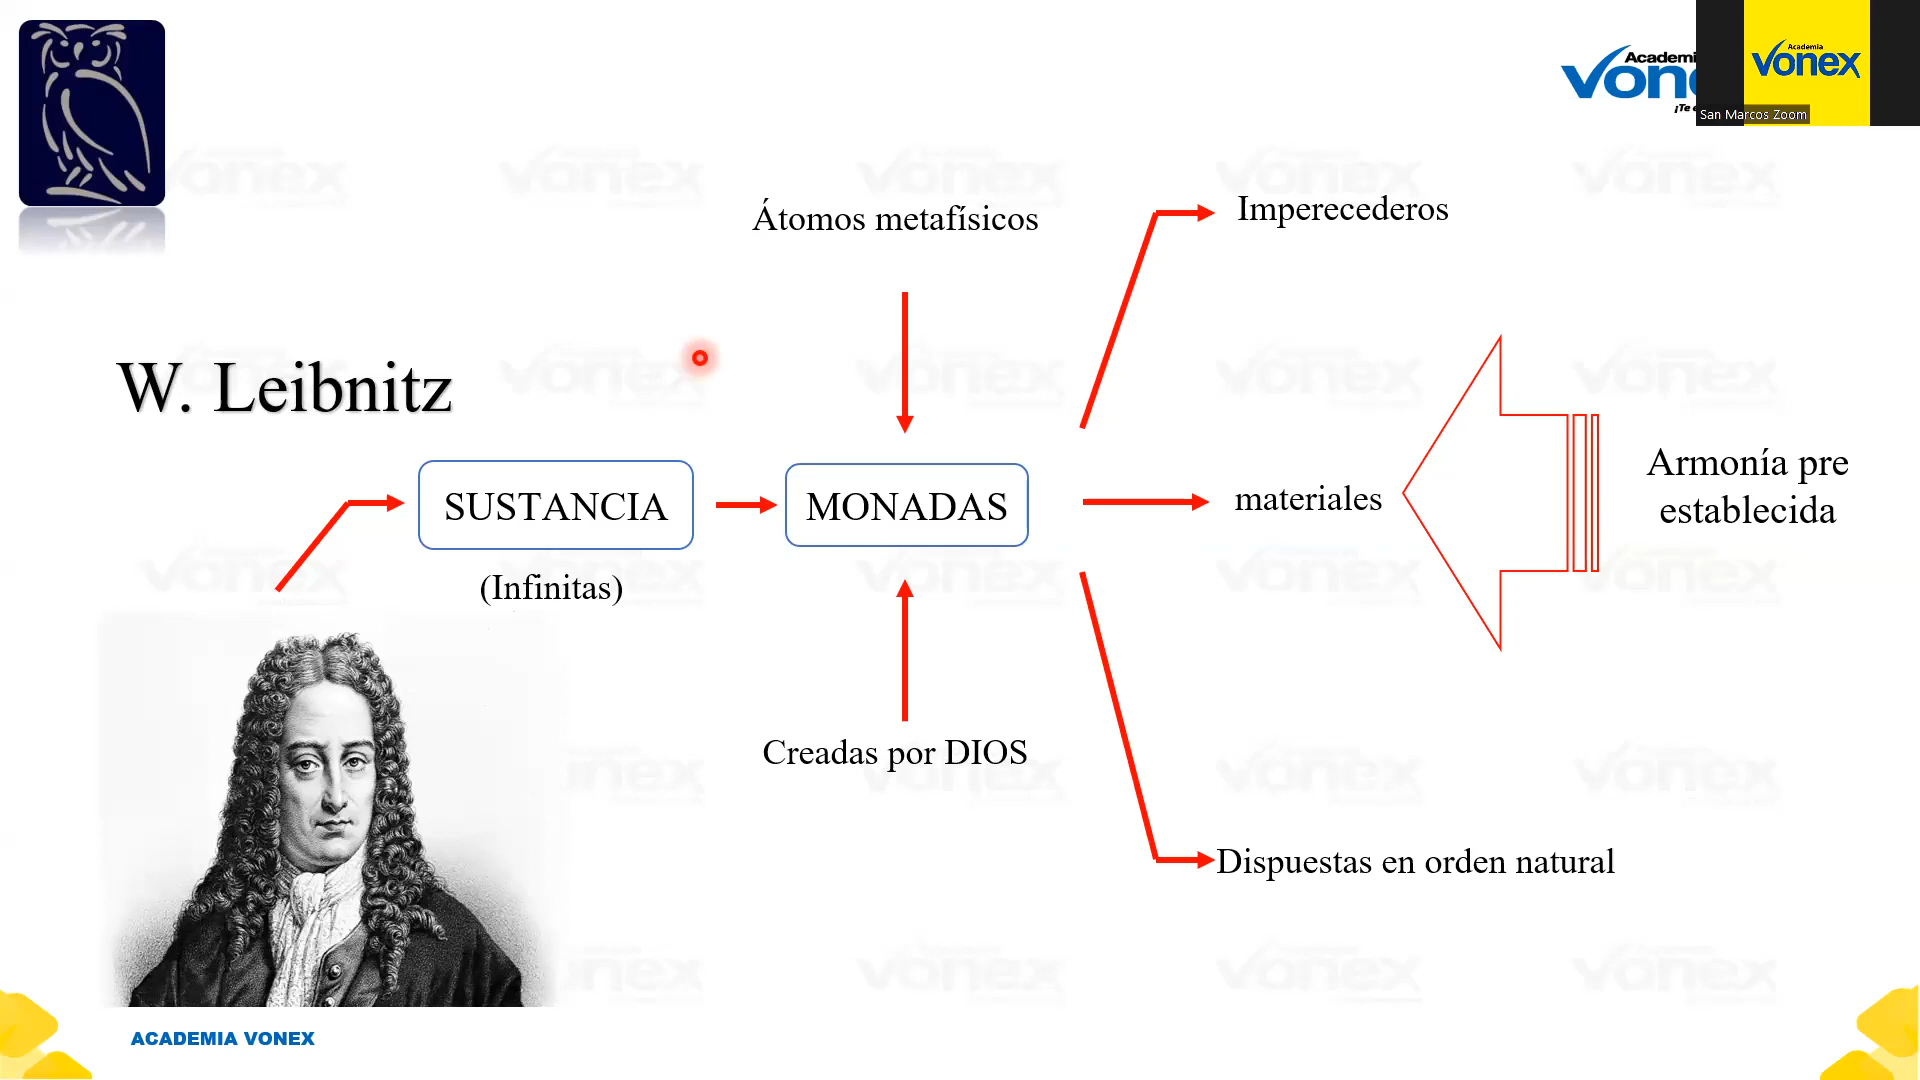 Academia
vonex
San Marcos Zoom
Átomos metafísicos
Imperecederos
W. Leibnitz
SUSTANCIA
MONADAS
materiales
Armonía pre
establecida
(Infinitas)
Creadas por DIOS
Dispuestas en orden natural
ACADEMIA VONEX